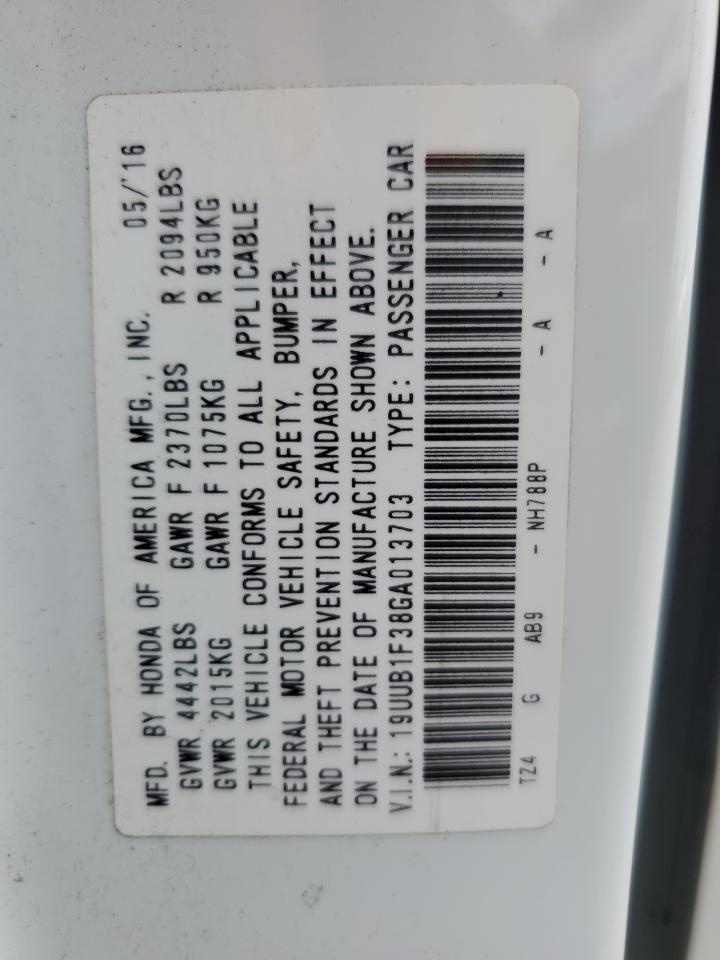 MFD. BY HONDA OF AMERICA MFG., INC. 05/'16
GVWR 4442LBS GAWR F 2370LBS R 2094LBS
GVWR 2015KG GAWR F 1075KG R 950KG
THIS VEHICLE CONFORMS TO ALL APPLICABLE
FEDERAL MOTOR VEHICLE SAFETY, BUMPER,
AND THEFT PREVENTION STANDARDS IN EFFECT
ON THE DATE OF MANUFACTURE SHOWN ABOVE.
V.I.N.: 19UUB1F38GA013703 TYPE: PASSENGER CAR
TZ4 G AB9 - NH788P - A - A